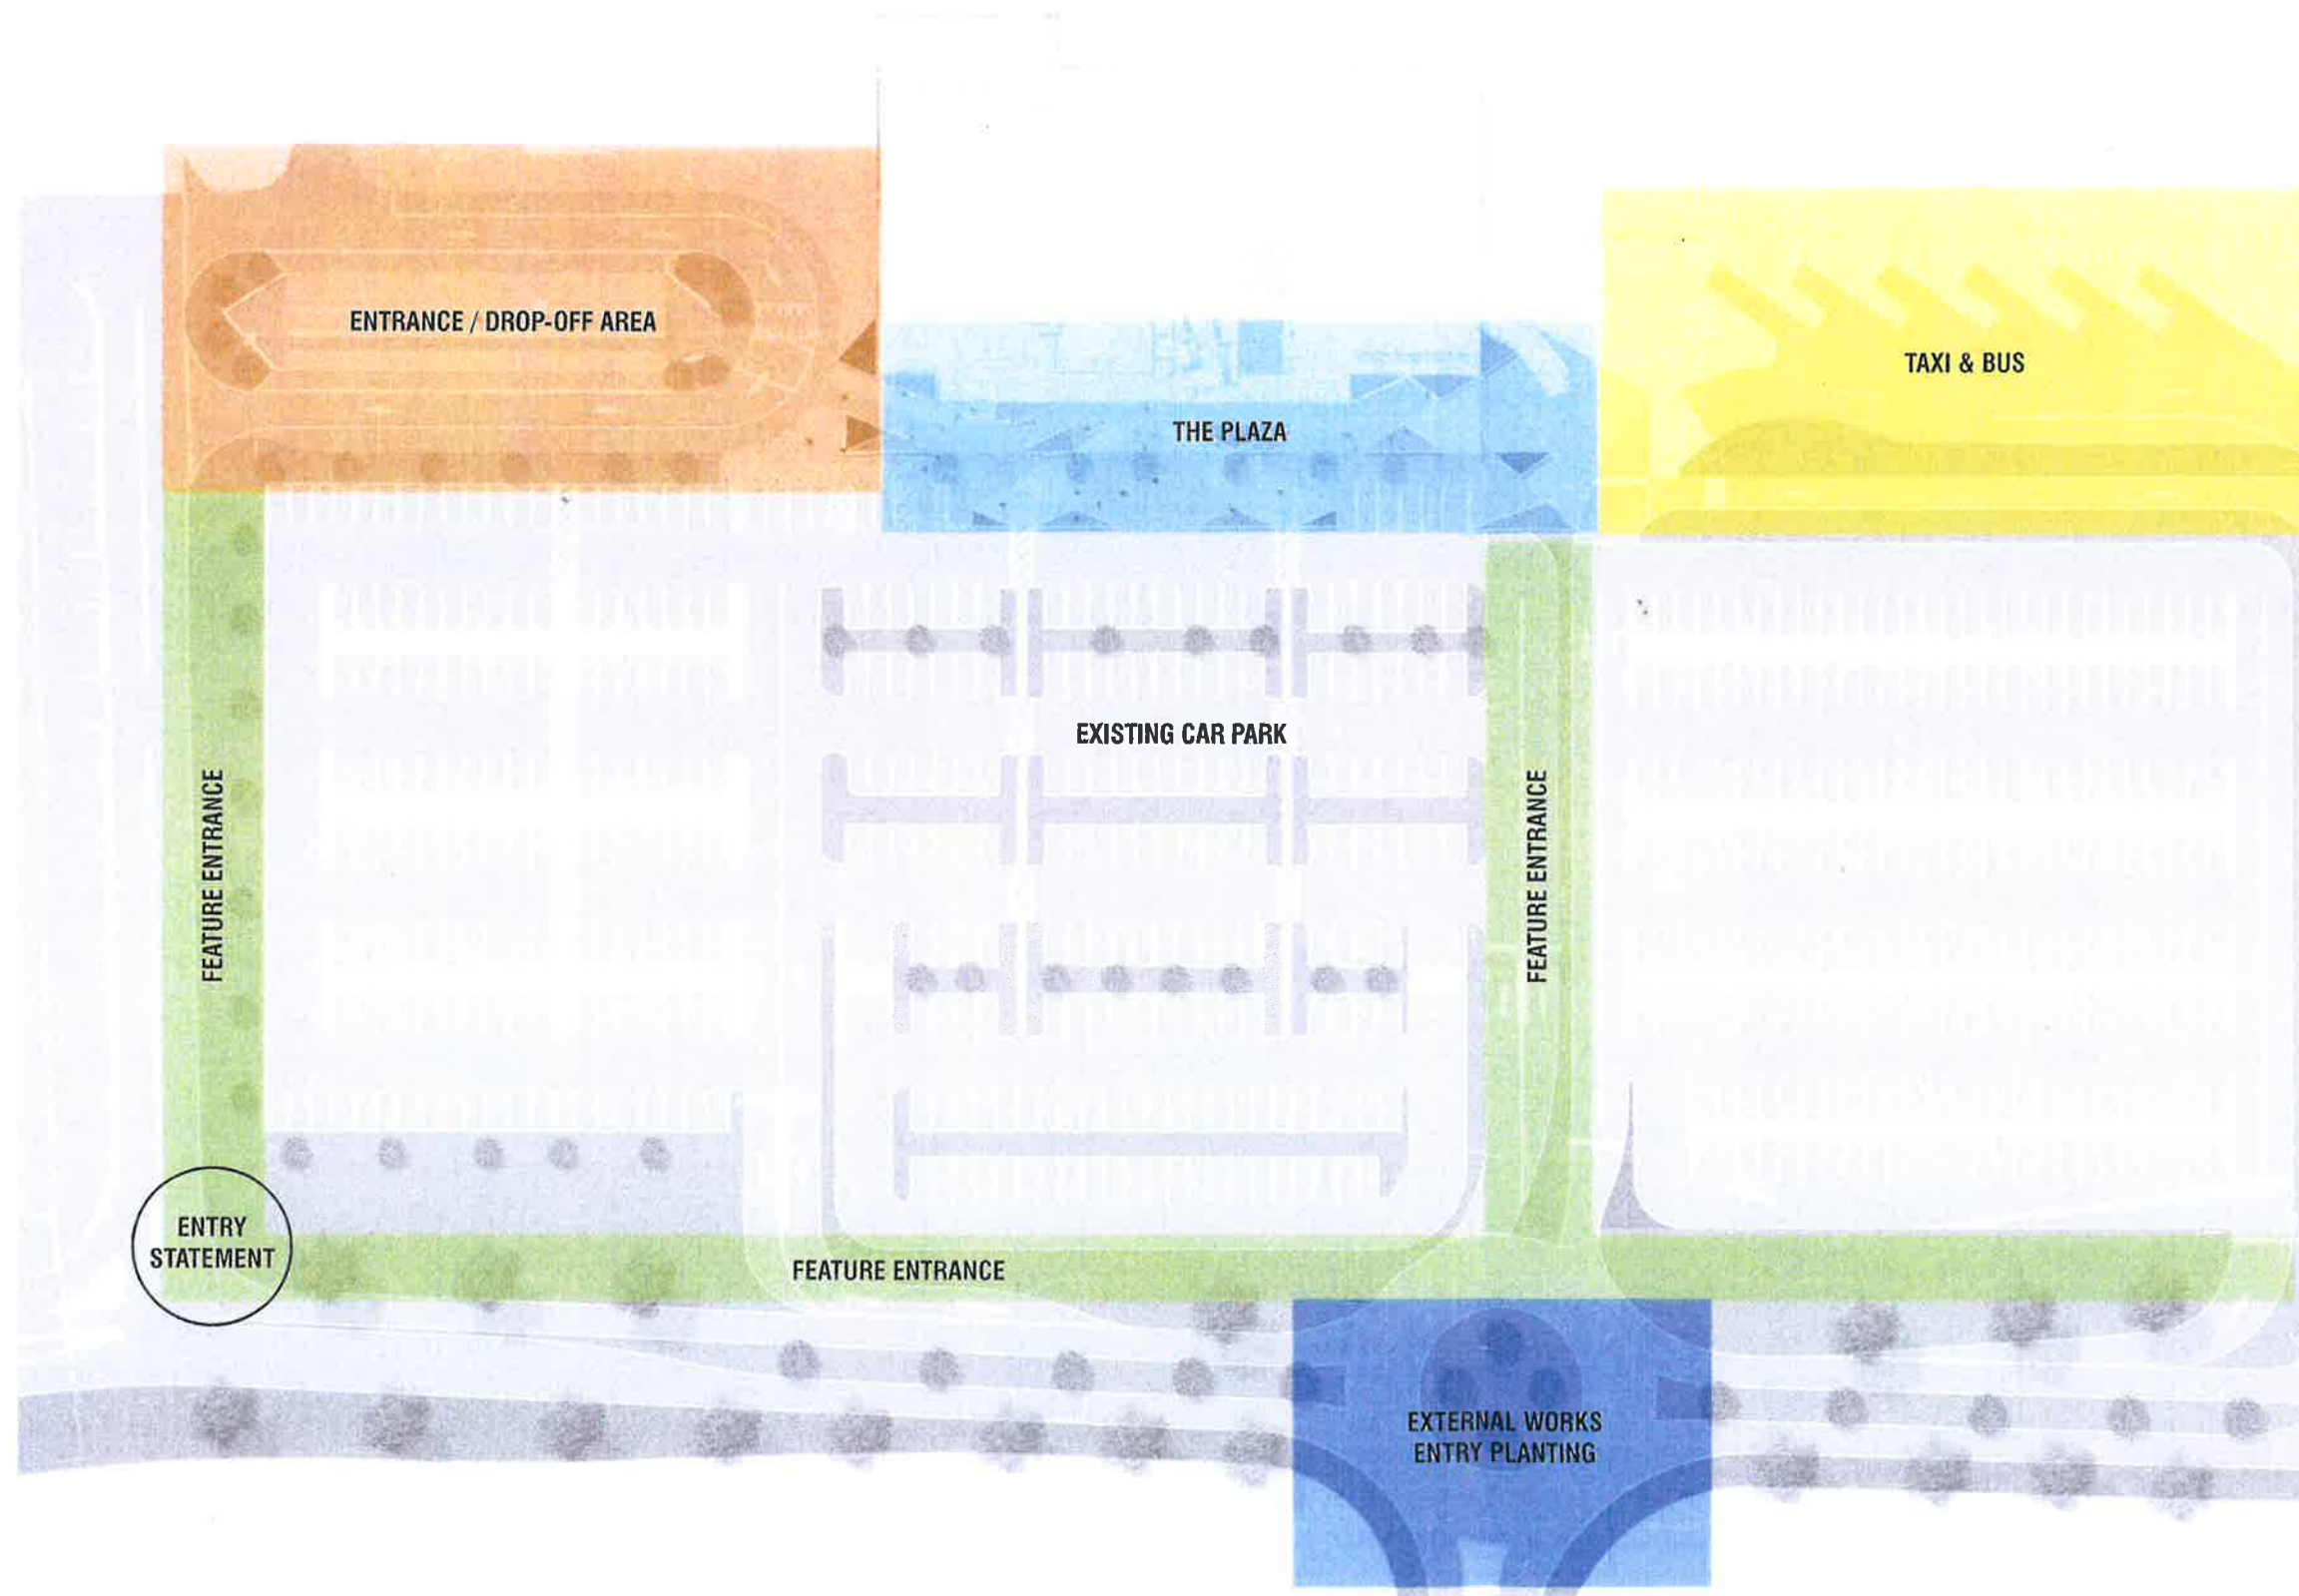 ENTRANCE / DROP-OFF AREA
TAXI & BUS
THE PLAZA
EXISTING CAR PARK
FEATURE ENTRANCE
FEATURE ENTRANCE
ENTRY
STATEMENT
FEATURE ENTRANCE
EXTERNAL WORKS
ENTRY PLANTING